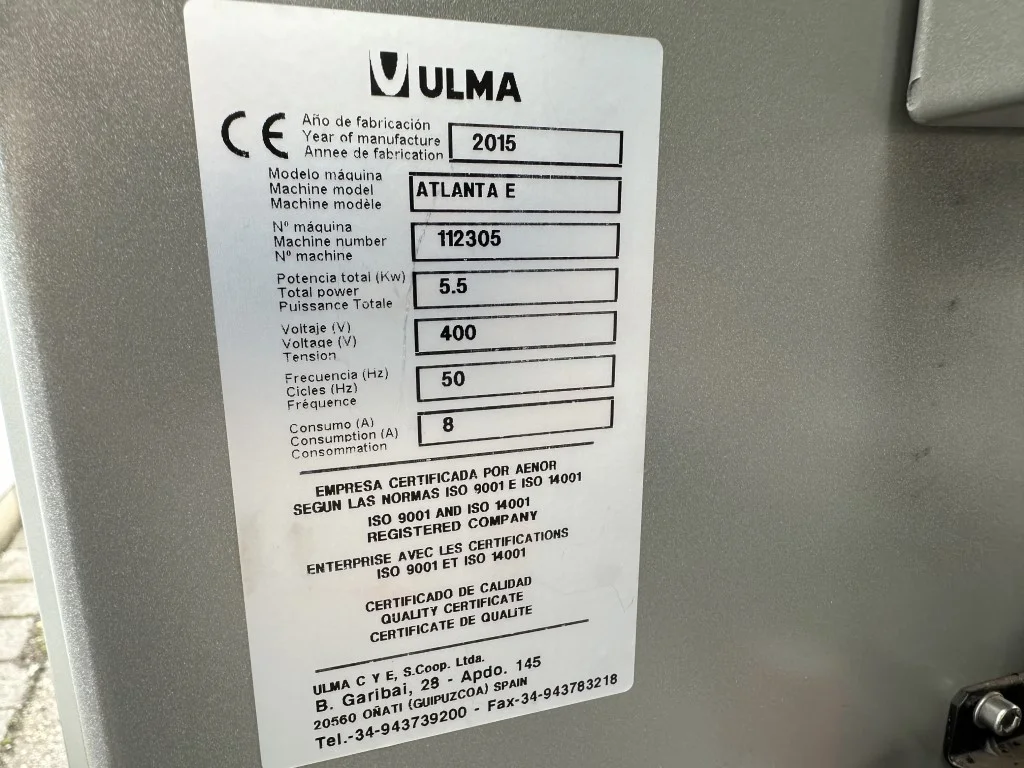 ULMA
CE
Año de fabricación
Year of manufacture
Annee de fabrication
2015
Modelo máquina
Machine model
Machine modèle
ATLANTA E
Nº máquina
Machine number
Nº machine
112305
Potencia total (Kw)
Total power
Puissance Totale
5.5
Voltaje (V)
Voltage (V)
Tension
400
Frecuencia (Hz)
Cicles (Hz)
Fréquence
50
Consumo (A)
Consumption (A)
Consommation
8
EMPRESA CERTIFICADA POR AENOR
SEGUN LAS NORMAS ISO 9001 E ISO 14001
ISO 9001 AND ISO 14001
REGISTERED COMPANY
ENTERPRISE AVEC LES CERTIFICATIONS
ISO 9001 ET ISO 14001
CERTIFICADO DE CALIDAD
QUALITY CERTIFICATE
CERTIFICATE DE QUALITE
ULMA C Y E, S.Coop. Ltda.
B. Garibai, 28 - Apdo. 145
20560 OÑATI (GUIPUZCOA) SPAIN
Tel.-34-943739200 - Fax-34-943783218